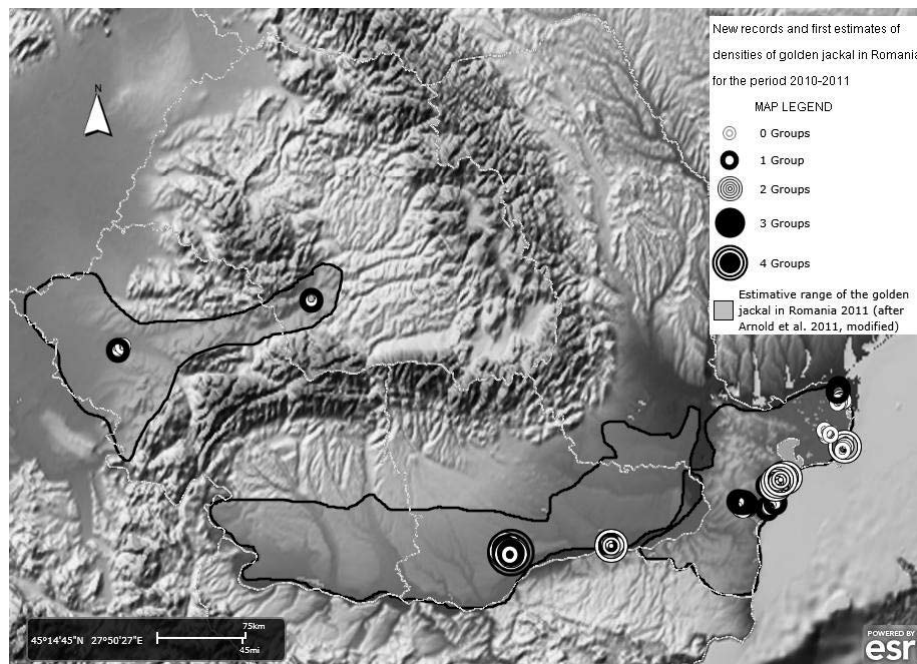 New records and first estimates of
densities of golden jackal in Romania
for the period 2010-2011
MAP LEGEND
0 Groups
1 Group
2 Groups
3 Groups
4 Groups
Estimative range of the golden
jackal in Romania 2011 (after
Arnold et al. 2011, modified)
N
45°14'45"N 27°50'27"E
75km
45mi
POWERED BY
esri